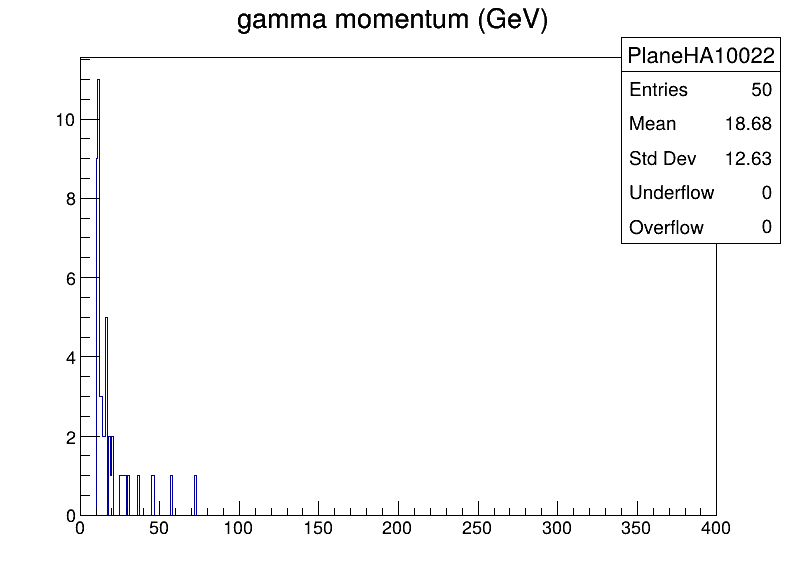 gamma momentum (GeV)
PlaneHA10022
Entries 50
Mean 18.68
Std Dev 12.63
Underflow 0
Overflow 0
10
8
6
4
2
0
0 50 100 150 200 250 300 350 400